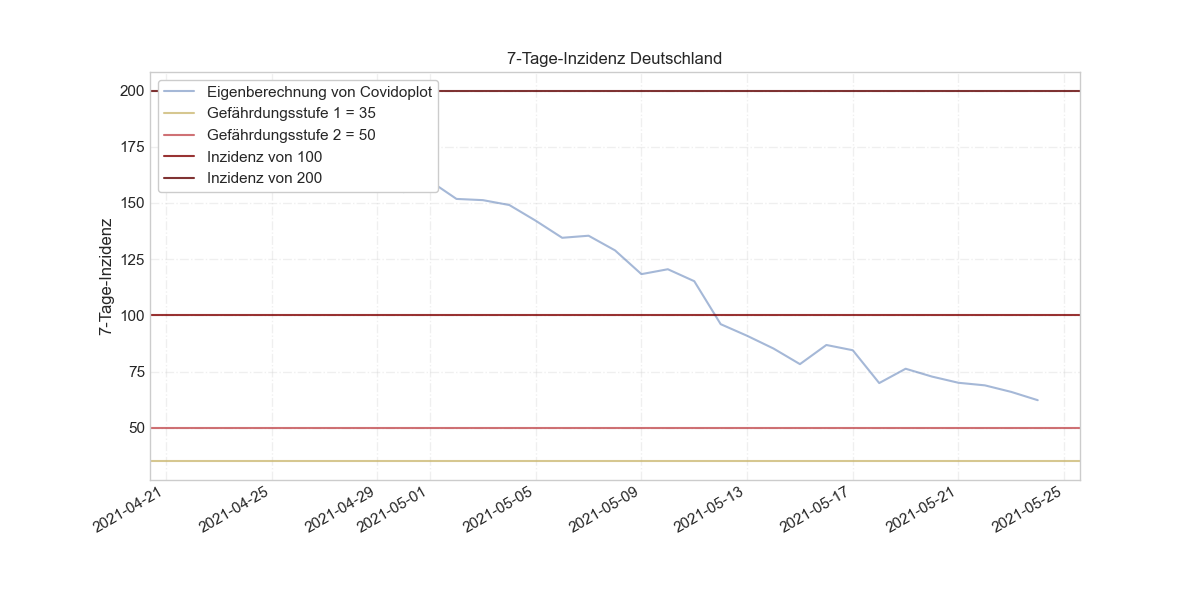 7-Tage-Inzidenz Deutschland
7-Tage-Inzidenz
200
175
150
125
100
75
50
Eigenberechnung von Covidoplot
Gefährdungsstufe 1 = 35
Gefährdungsstufe 2 = 50
Inzidenz von 100
Inzidenz von 200
2021-04-21
2021-04-25
2021-04-29
2021-05-01
2021-05-05
2021-05-09
2021-05-13
2021-05-17
2021-05-21
2021-05-25